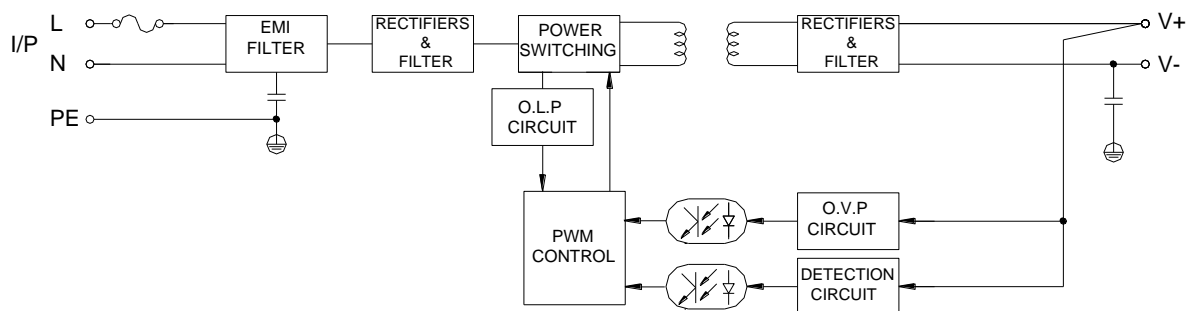 I/P
L
N
PE
EMI
FILTER
RECTIFIERS
&
FILTER
POWER
SWITCHING
RECTIFIERS
&
FILTER
V+
V-
O.L.P
CIRCUIT
PWM
CONTROL
O.V.P
CIRCUIT
DETECTION
CIRCUIT